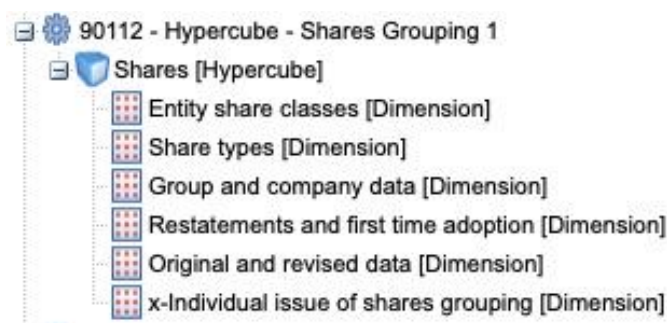 90112 - Hypercube - Shares Grouping 1
Shares [Hypercube]
Entity share classes [Dimension]
Share types [Dimension]
Group and company data [Dimension]
Restatements and first time adoption [Dimension]
Original and revised data [Dimension]
x-Individual issue of shares grouping [Dimension]